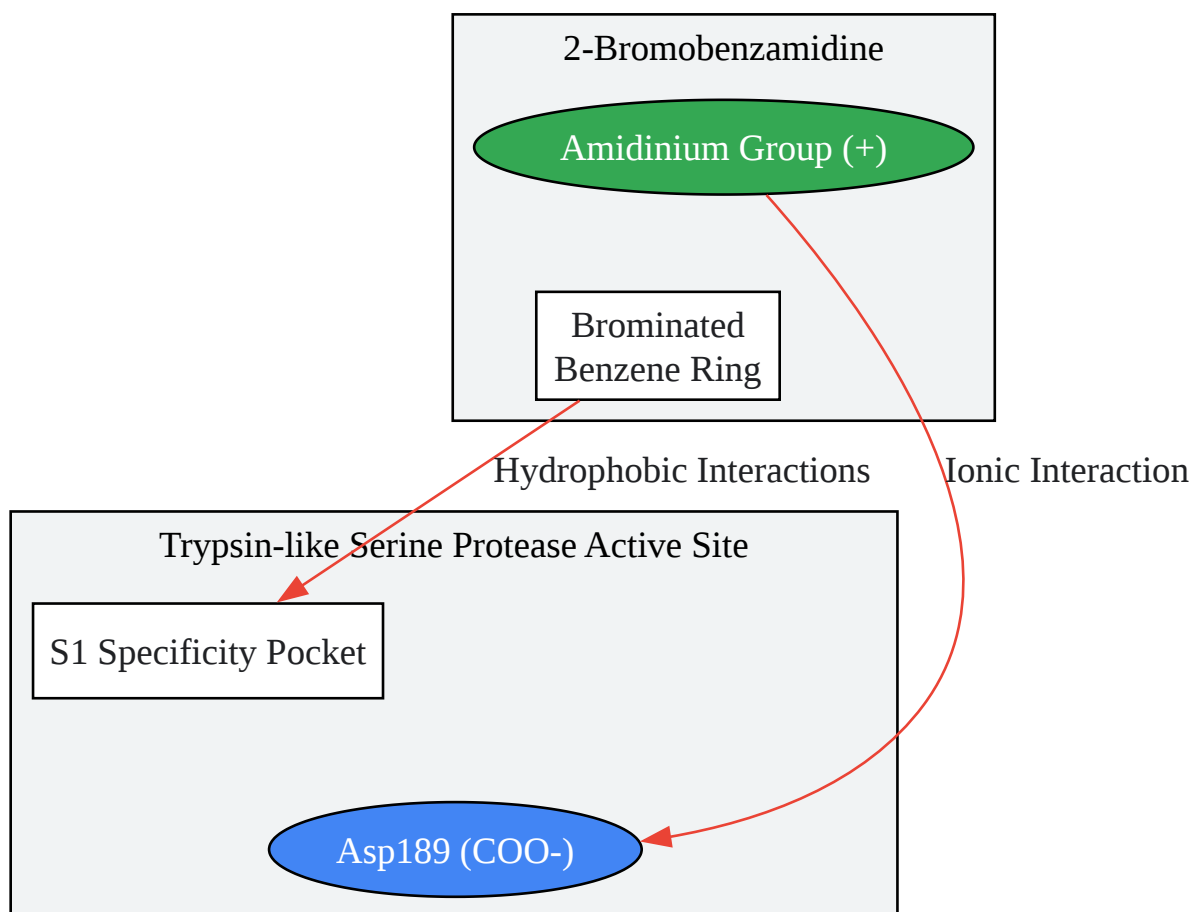 2-Bromobenzamidine
Amidinium Group (+)
Brominated
Benzene Ring
Hydrophobic Interactions
Ionic Interaction
Trypsin-like Serine Protease Active Site
S1 Specificity Pocket
Asp189 (COO-)